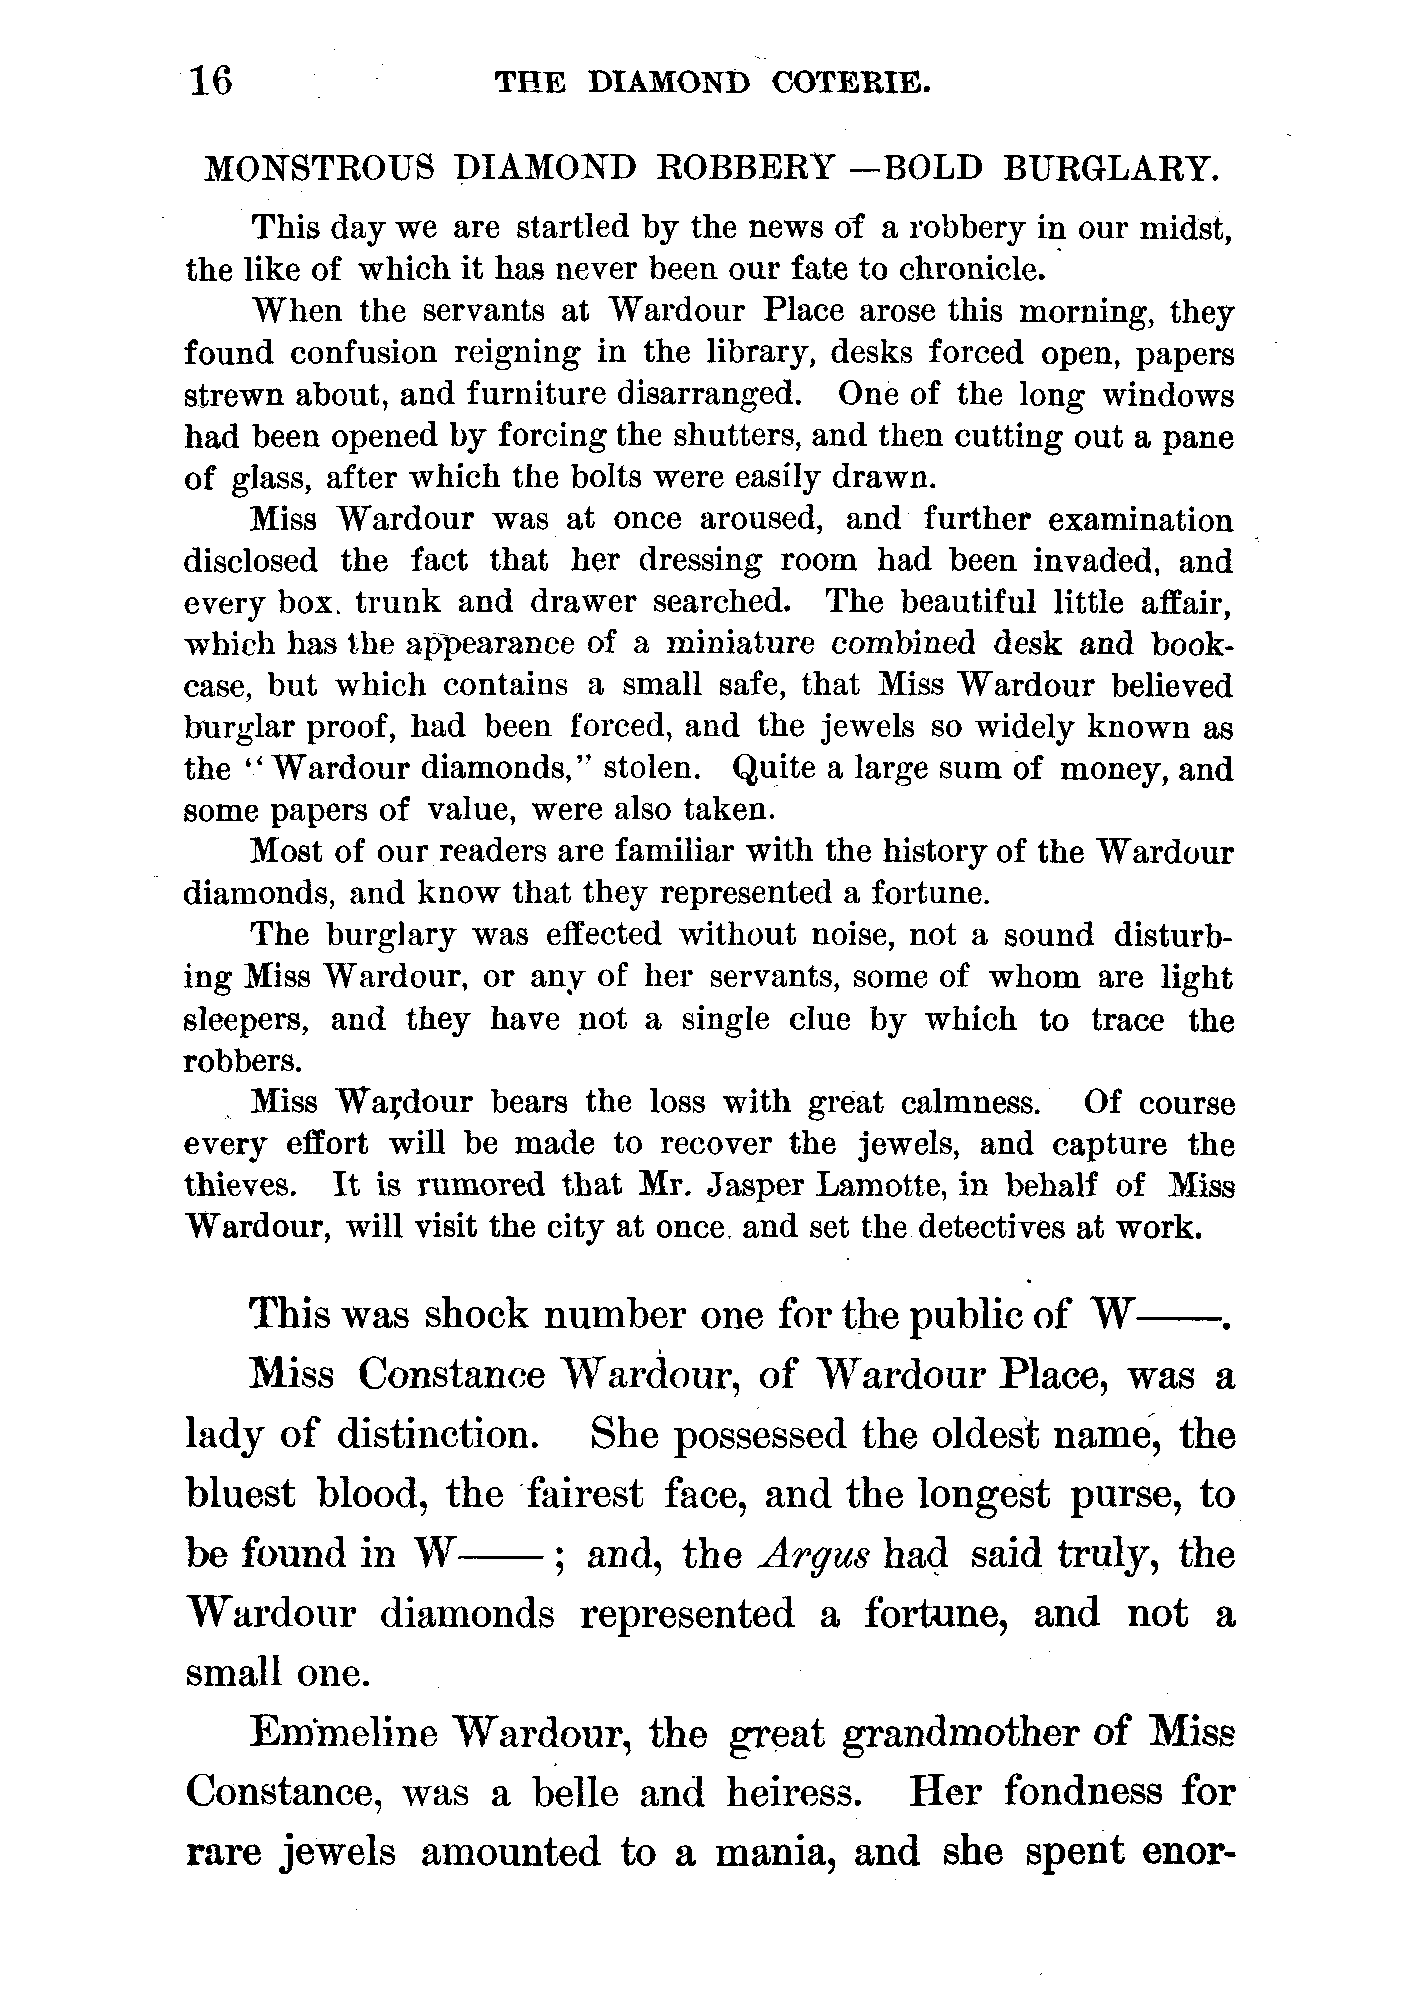 16 THE DIAMOND COTERIE.
MONSTROUS DIAMOND ROBBERY—BOLD BURGLARY.
This day we are startled by the news of a robbery in our midst,
the like of which it has never been our fate to chronicle.
When the servants at Wardour Place arose this morning, they
found confusion reigning in the library, desks forced open, papers
strewn about, and furniture disarranged. One of the long windows
had been opened by forcing the shutters, and then cutting out a pane
of glass, after which the bolts were easily drawn.
Miss Wardour was at once aroused, and further examination
disclosed the fact that her dressing room had been invaded, and
every box. trunk and drawer searched. The beautiful little affair,
which has the appearance of a miniature combined desk and book-
case, but which contains a small safe, that Miss Wardour believed
burglar proof, had been forced, and the jewels so widely known as
the “Wardour diamonds,” stolen. Quite a large sum of money, and
some papers of value, were also taken.
Most of our readers are familiar with the history of the Wardour
diamonds, and know that they represented a fortune.
The burglary was effected without noise, not a sound disturb-
ing Miss Wardour, or any of her servants, some of whom are light
sleepers, and they have not a single clue by which to trace the
robbers.
Miss Wardour bears the loss with great calmness. Of course
every effort will be made to recover the jewels, and capture the
thieves. It is rumored that Mr. Jasper Lamotte, in behalf of Miss
Wardour, will visit the city at once. and set the detectives at work.
This was shock number one for the public of W——.
Miss Constance Wardour, of Wardour Place, was a
lady of distinction. She possessed the oldest name, the
bluest blood, the fairest face, and the longest purse, to
be found in W——; and, the Argus had said truly, the
Wardour diamonds represented a fortune, and not a
small one.
Emmeline Wardour, the great grandmother of Miss
Constance, was a belle and heiress. Her fondness for
rare jewels amounted to a mania, and she spent enor-